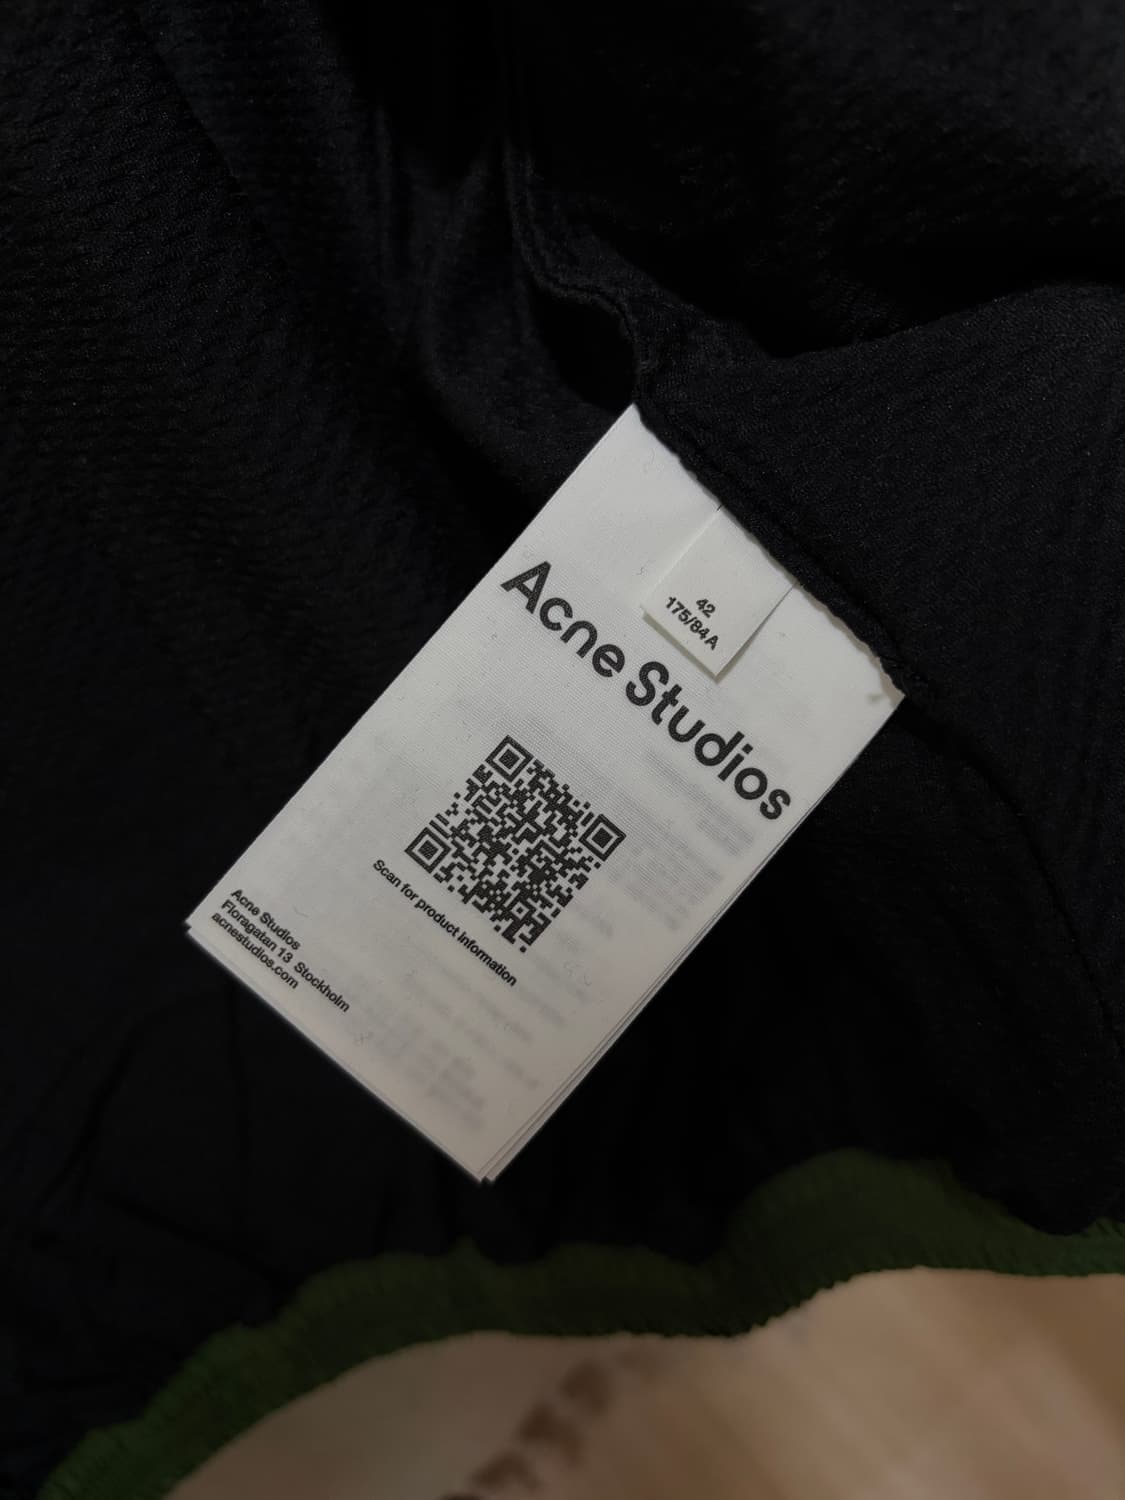 42
175/84A
Acne Studios
Scan for product information
Acne Studios
Floragatan 13 Stockholm
acnestudios.com